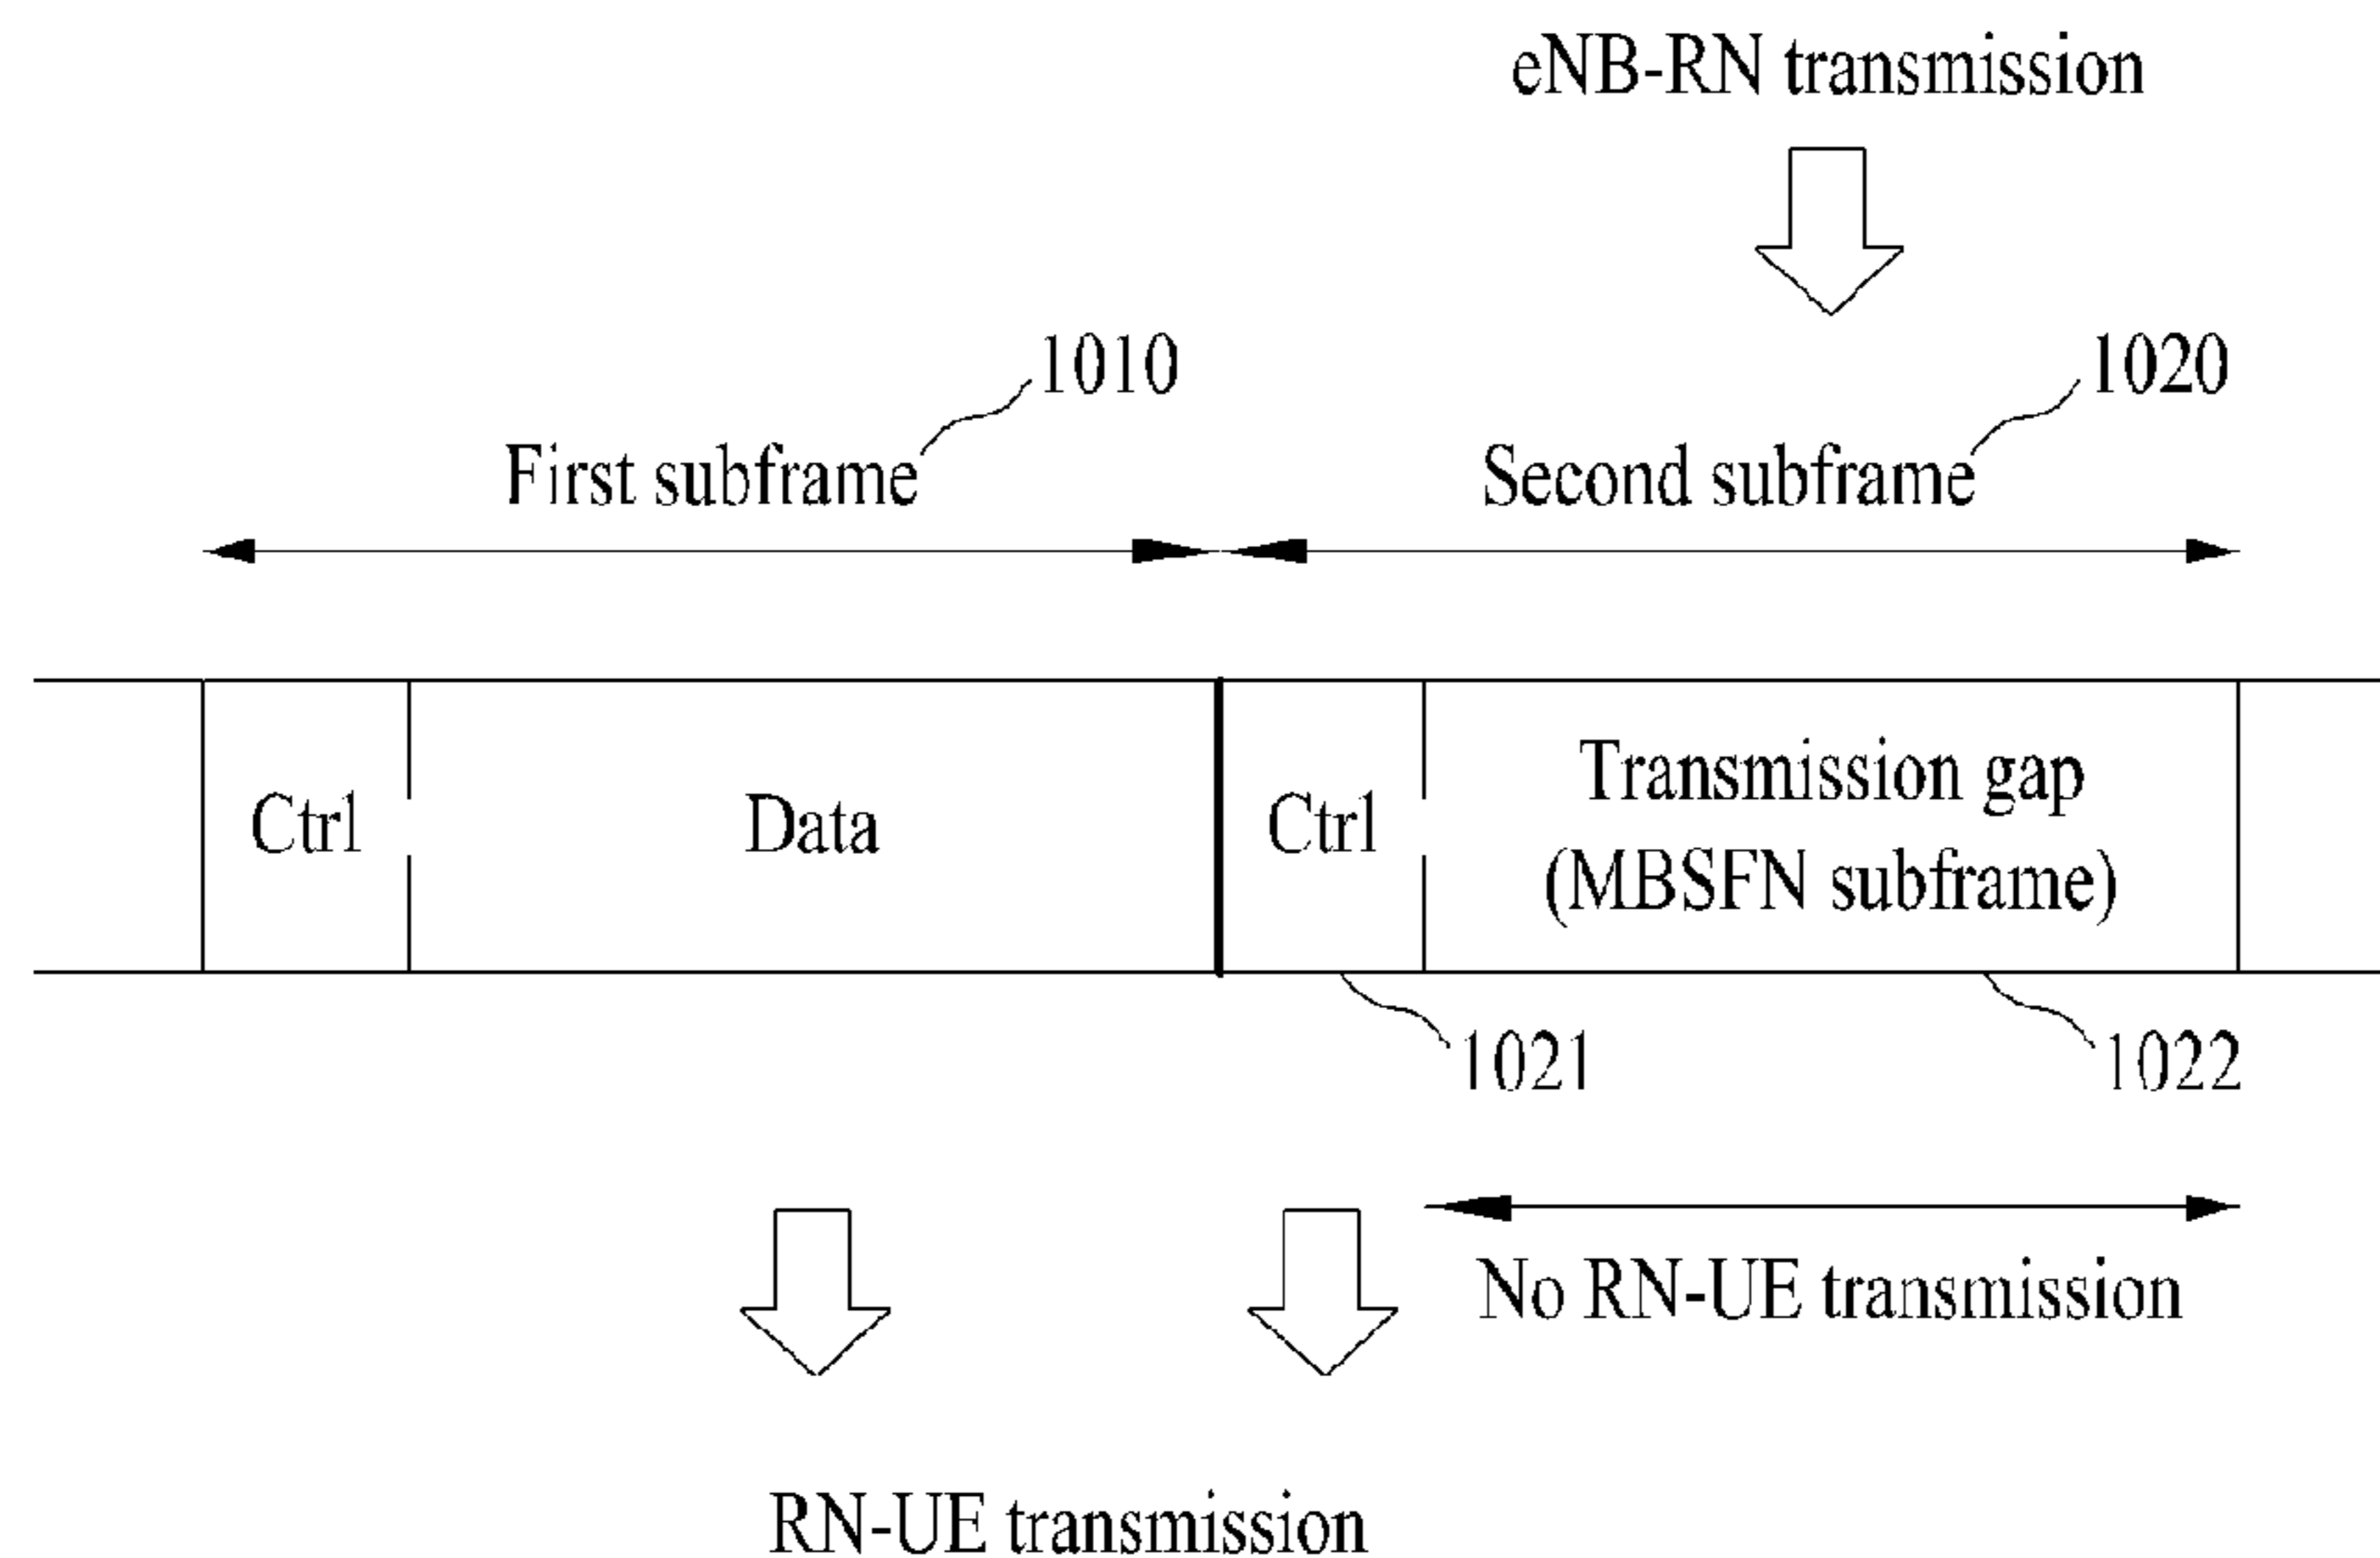 eNB-RN transmission
1010
1020
First subframe
Second subframe
Ctrl
Data
Ctrl
Transmission gap
(MBSFN subframe)
1021
1022
No RN-UE transmission
RN-UE transmission